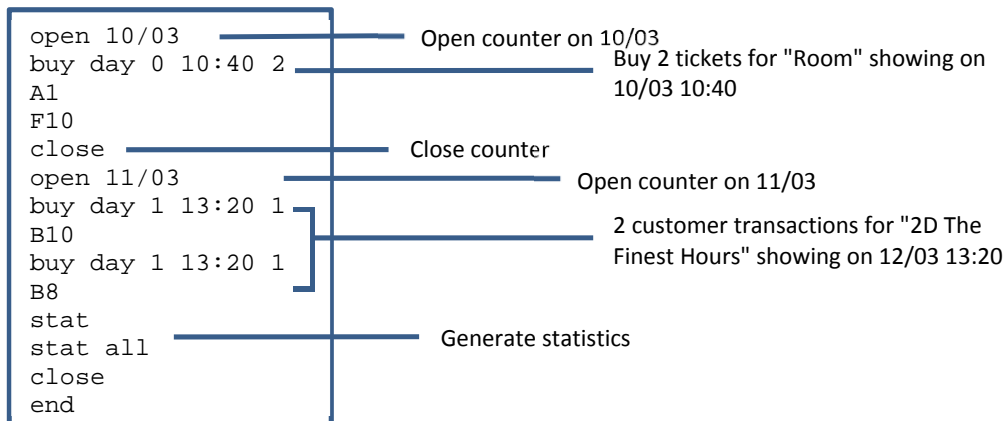 open 10/03
buy day 0 10:40 2
A1
F10
close
open 11/03
buy day 1 13:20 1
B10
buy day 1 13:20 1
B8
stat
stat all
close
end
Open counter on 10/03
Buy 2 tickets for "Room" showing on
10/03 10:40
Close counter
Open counter on 11/03
2 customer transactions for "2D The
Finest Hours" showing on 12/03 13:20
Generate statistics